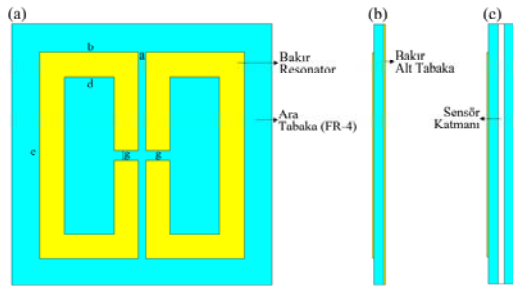 (a)
(b)
(c)
b
a
Bakır
Resonator
d
Ara
Tabaka (FR-4)
e
g
g
Bakır
Alt Tabaka
Sensör
Katmanı